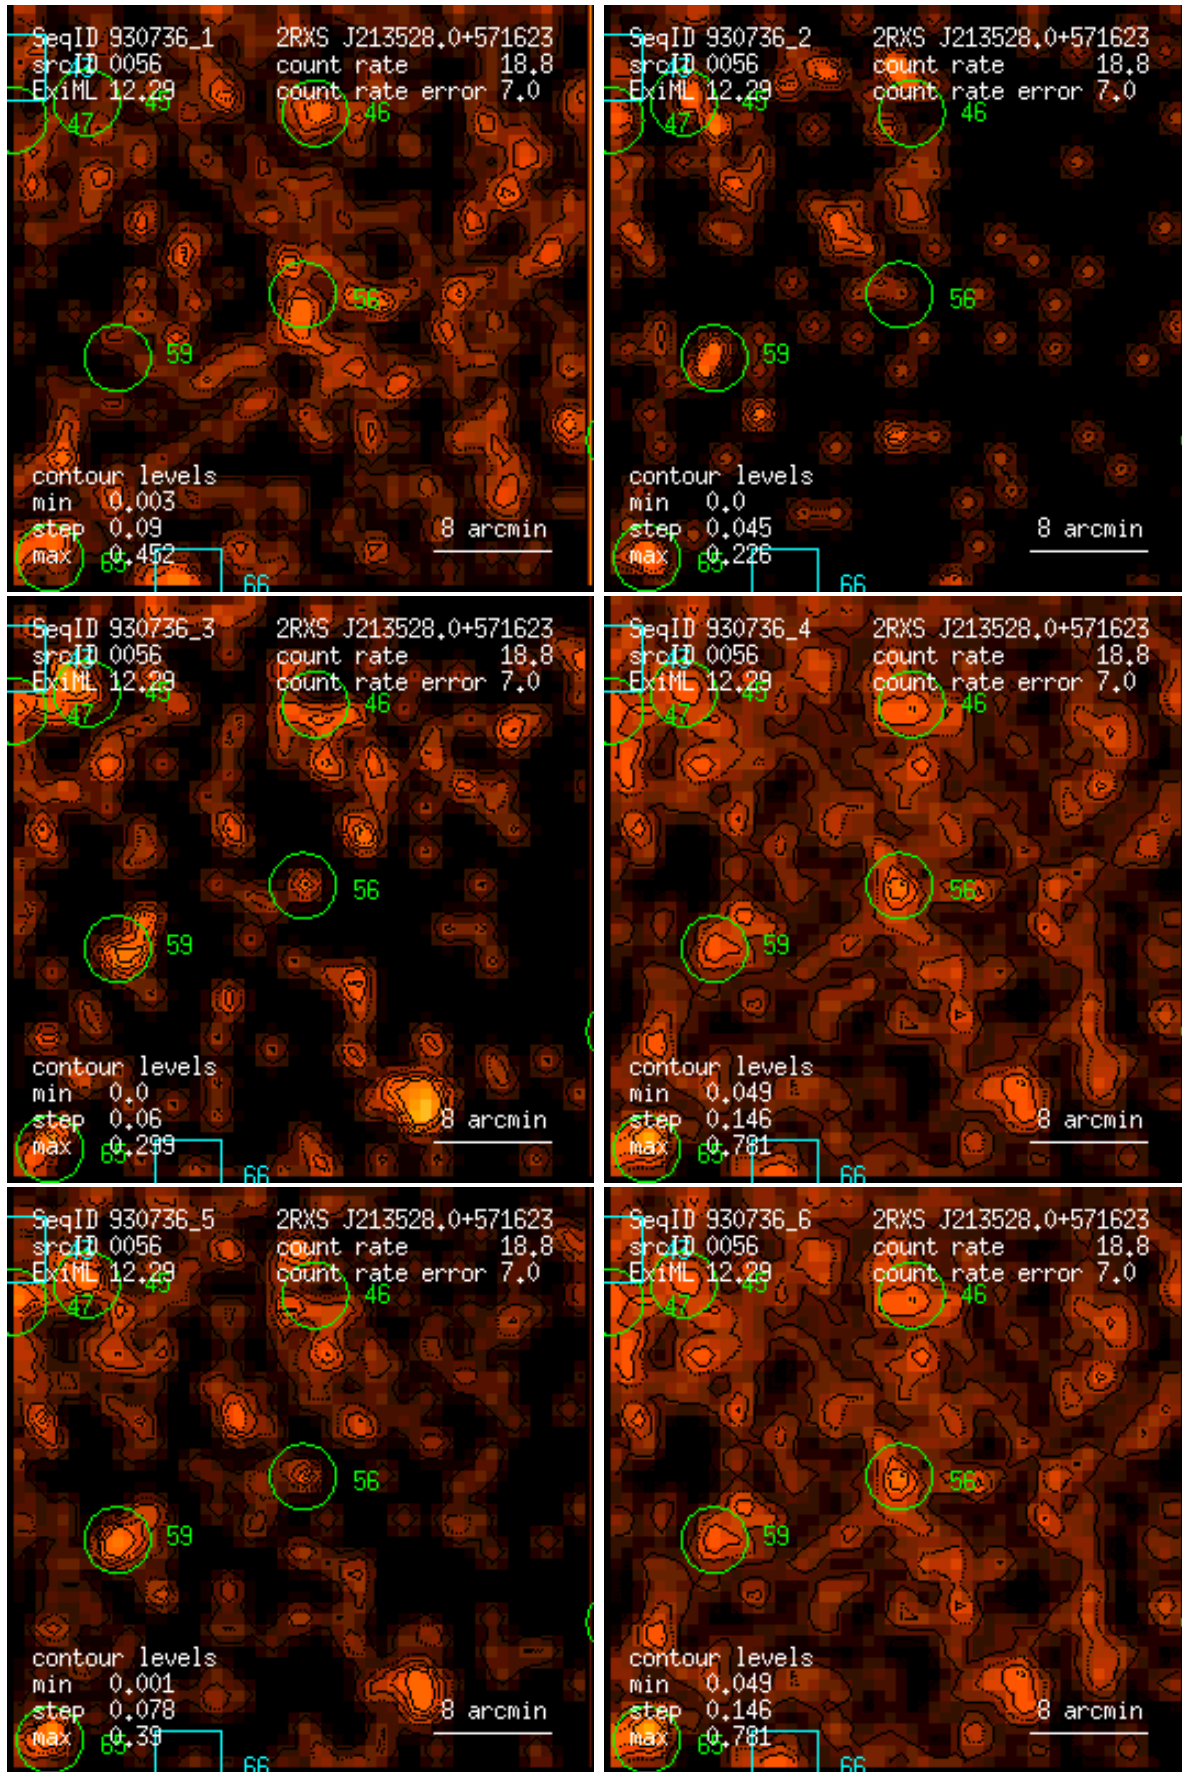 SeqID 930736_1 2RXS J213528.0+571623
srcID 0056 count rate 18.8
ExiML 12.29 count rate error 7.0
45
47 46
56
59
contour levels
min 0.003
step 0.09 8 arcmin
max 0.452
66
SeqID 930736_2 2RXS J213528.0+571623
srcID 0056 count rate 18.8
ExiML 12.29 count rate error 7.0
45
47 46
56
59
contour levels
min 0.0
step 0.045 8 arcmin
max 0.226
66
SeqID 930736_3 2RXS J213528.0+571623
srcID 0056 count rate 18.8
ExiML 12.29 count rate error 7.0
45
47 46
56
59
contour levels
min 0.0
step 0.06 8 arcmin
max 0.299
66
SeqID 930736_4 2RXS J213528.0+571623
srcID 0056 count rate 18.8
ExiML 12.29 count rate error 7.0
45
47 46
56
59
contour levels
min 0.049
step 0.146 8 arcmin
max 0.781
66
SeqID 930736_5 2RXS J213528.0+571623
srcID 0056 count rate 18.8
ExiML 12.29 count rate error 7.0
45
47 46
56
59
contour levels
min 0.001
step 0.078 8 arcmin
max 0.39
66
SeqID 930736_6 2RXS J213528.0+571623
srcID 0056 count rate 18.8
ExiML 12.29 count rate error 7.0
45
47 46
56
59
contour levels
min 0.049
step 0.146 8 arcmin
max 0.781
66